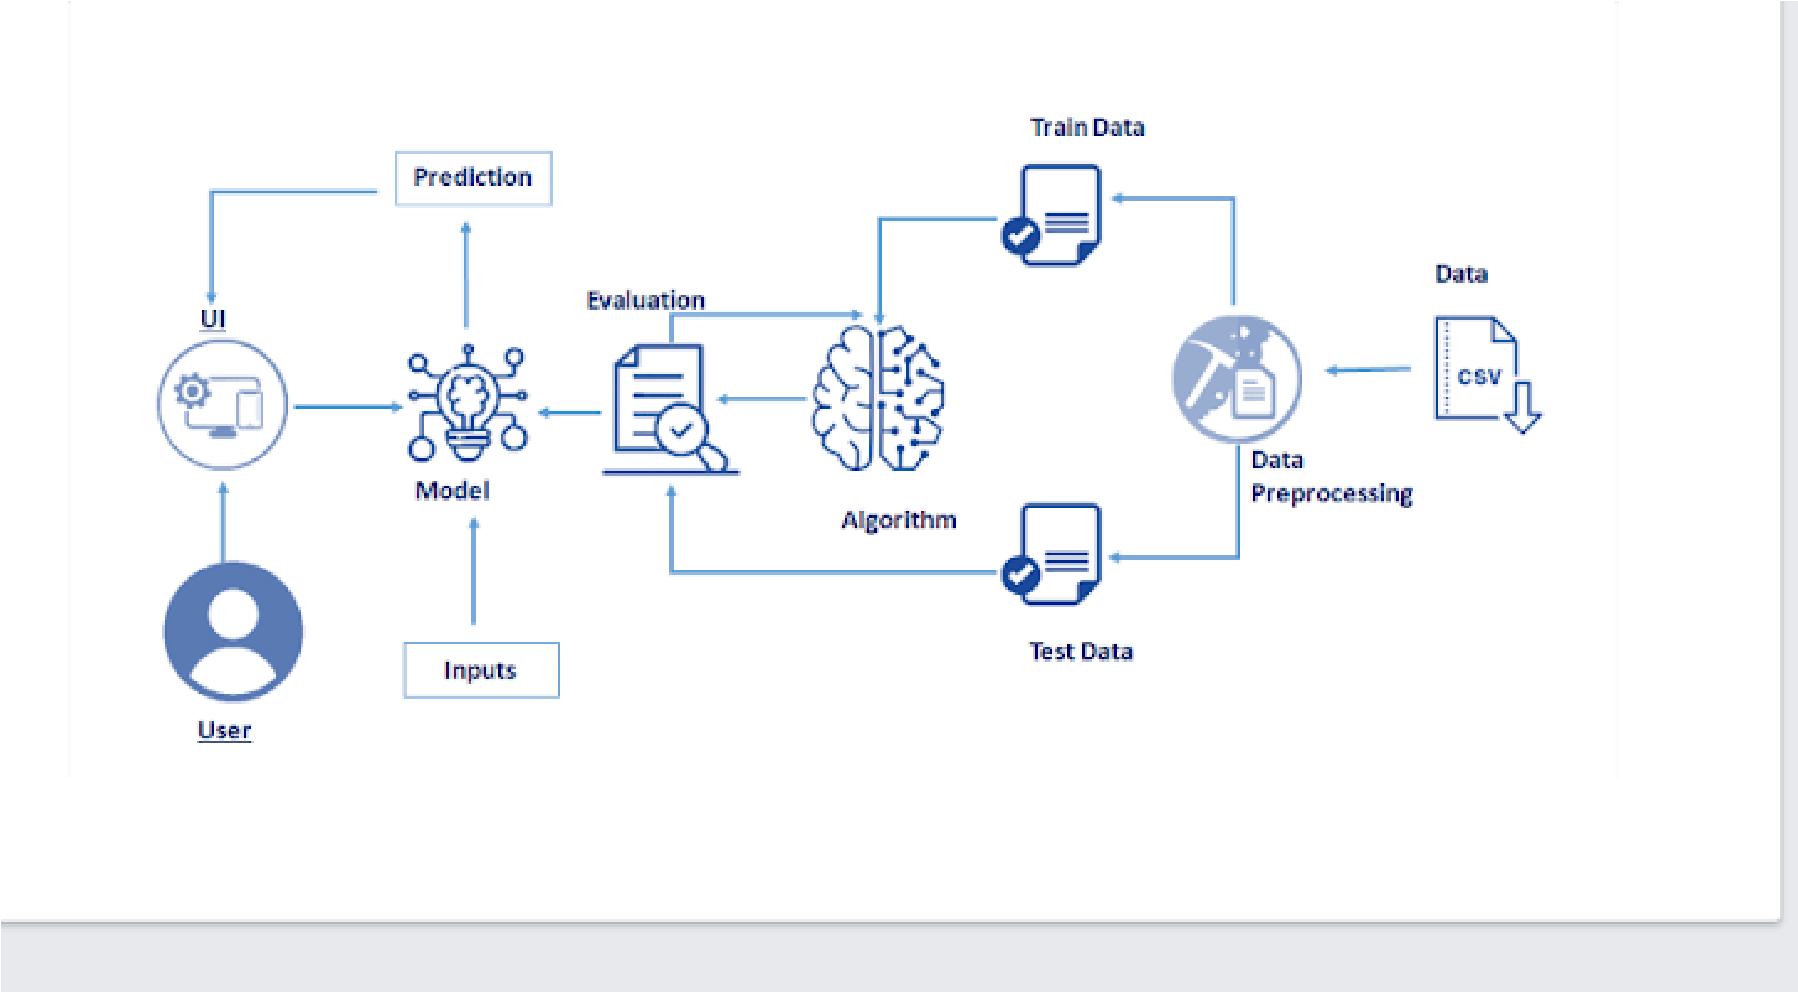 Train Data
Prediction
Data
Evaluation
UI
CSV
Data
Preprocessing
Model
Algorithm
Test Data
Inputs
User